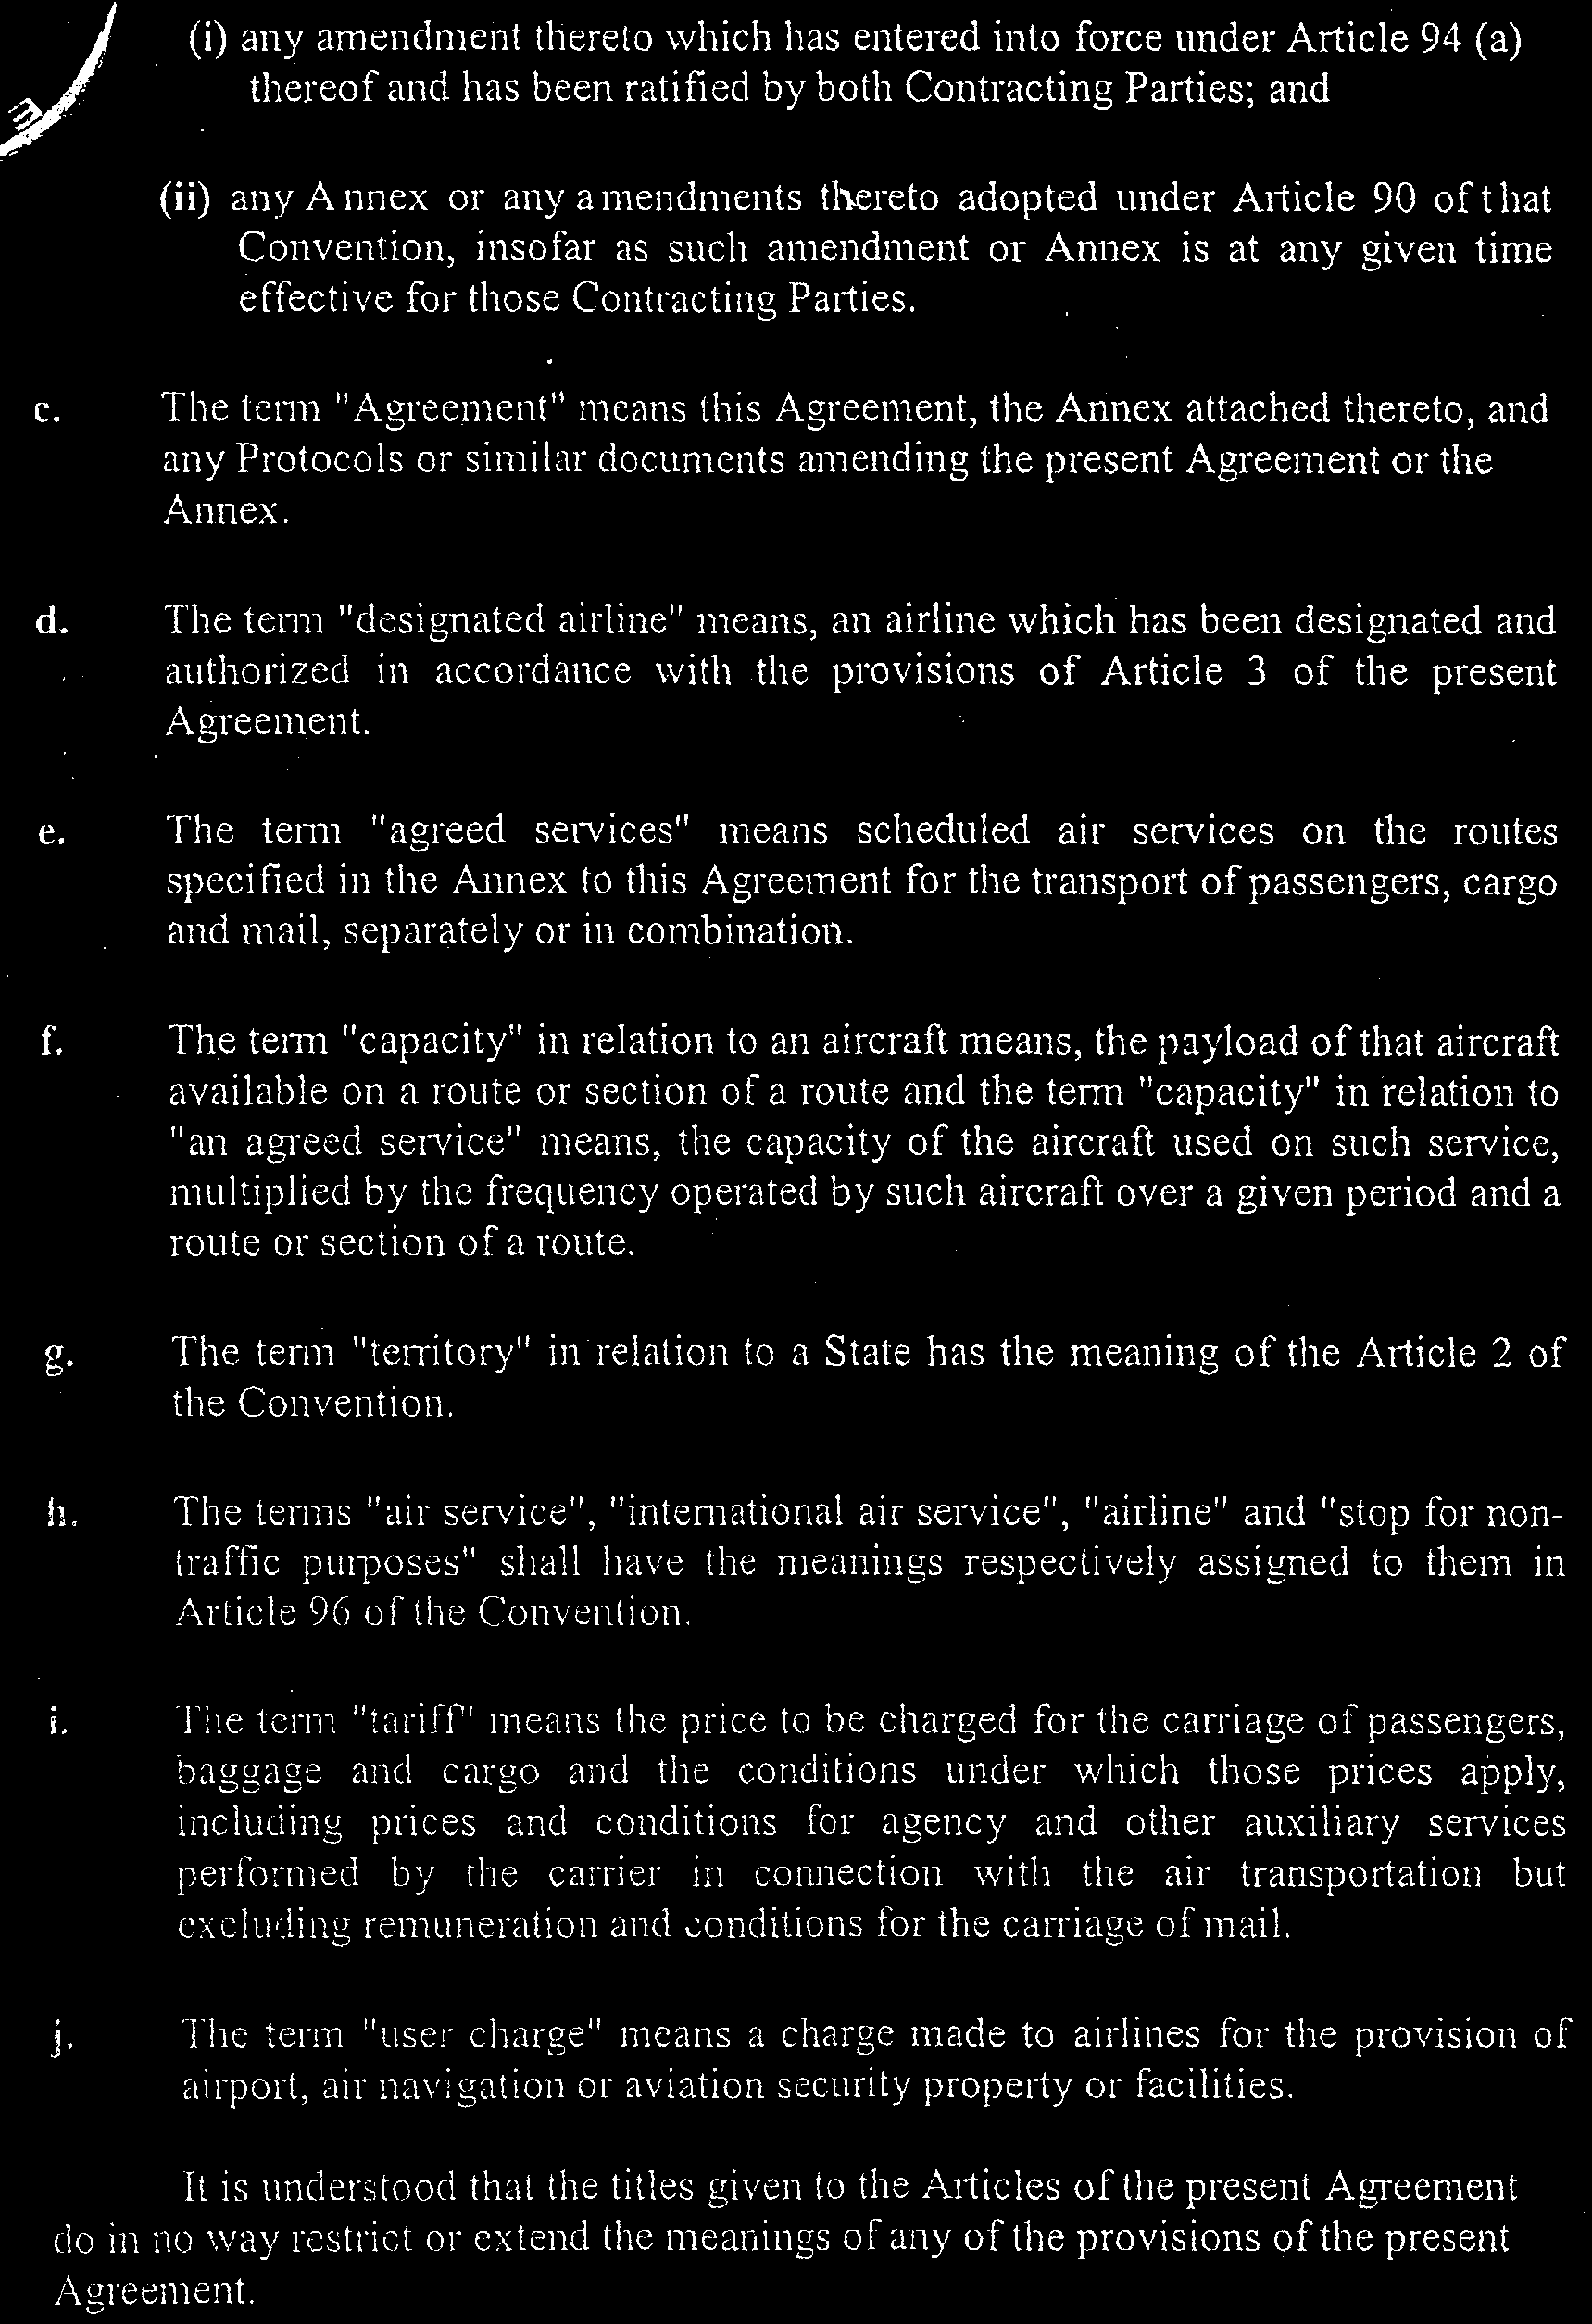 (i) any amendment thereto which has entered into force under Article 94 (a)
thereof and has been ratified by both Contracting Parties; and
(ii) any Annex or any amendments thereto adopted under Article 90 of that
Convention, insofar as such amendment or Annex is at any given time
effective for those Contracting Parties.
c. The term "Agreement" means this Agreement, the Annex attached thereto, and
any Protocols or similar documents amending the present Agreement or the
Annex.
d. The term "designated airline" means, an airline which has been designated and
authorized in accordance with the provisions of Article 3 of the present
Agreement.
e. The term "agreed services" means scheduled air services on the routes
specified in the Annex to this Agreement for the transport of passengers, cargo
and mail, separately or in combination.
f. The term "capacity" in relation to an aircraft means, the payload of that aircraft
available on a route or section of a route and the term "capacity" in relation to
"an agreed service" means, the capacity of the aircraft used on such service,
multiplied by the frequency operated by such aircraft over a given period and a
route or section of a route.
g. The term "territory" in relation to a State has the meaning of the Article 2 of
the Convention.
h. The terms "air service", "international air service", "airline" and "stop for non-
traffic purposes" shall have the meanings respectively assigned to them in
Article 96 of the Convention.
i. The term "tariff" means the price to be charged for the carriage of passengers,
baggage and cargo and the conditions under which those prices apply,
including prices and conditions for agency and other auxiliary services
performed by the carrier in connection with the air transportation but
excluding remuneration and conditions for the carriage of mail.
j. The term "user charge" means a charge made to airlines for the provision of
airport, air navigation or aviation security property or facilities.
It is understood that the titles given to the Articles of the present Agreement
do in no way restrict or extend the meanings of any of the provisions of the present
Agreement.